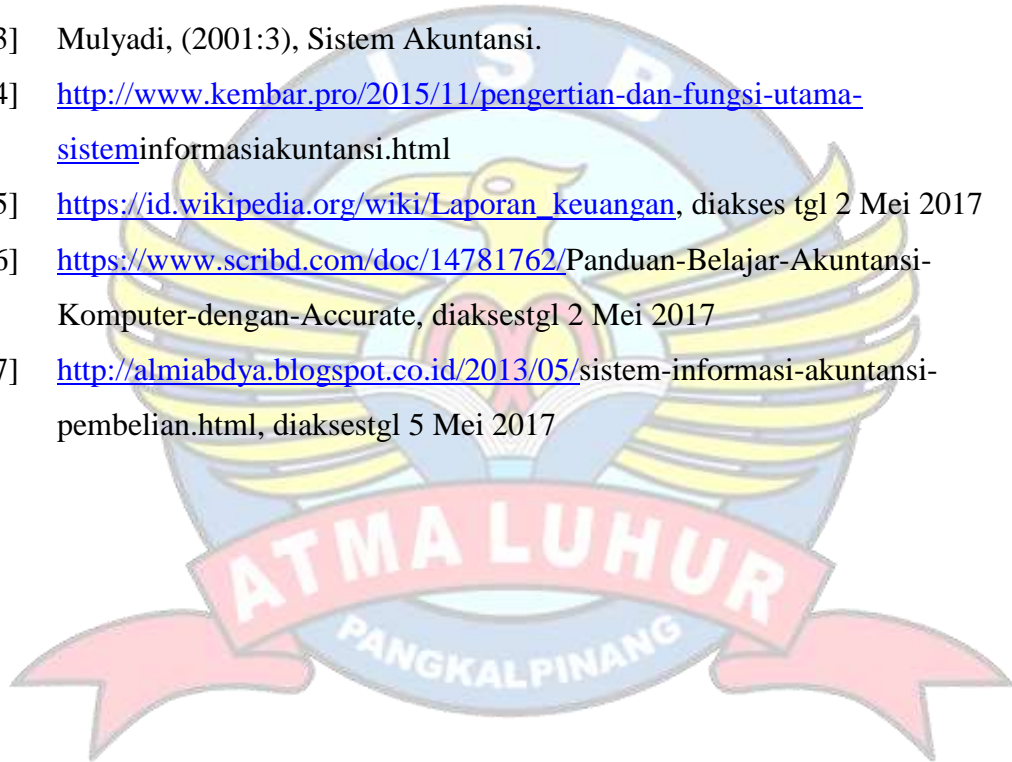 3] Mulyadi, (2001:3), Sistem Akuntansi.
4] http://www.kembar.pro/2015/11/pengertian-dan-fungsi-utama-
sisteminformasiakuntansi.html
5] https://id.wikipedia.org/wiki/Laporan_keuangan, diakses tgl 2 Mei 2017
6] https://www.scribd.com/doc/14781762/Panduan-Belajar-Akuntansi-
Komputer-dengan-Accurate, diaksestgl 2 Mei 2017
7] http://almiabdya.blogspot.co.id/2013/05/sistem-informasi-akuntansi-
pembelian.html, diaksestgl 5 Mei 2017
I S B
ATMA LUHUR
PANGKALPINANG